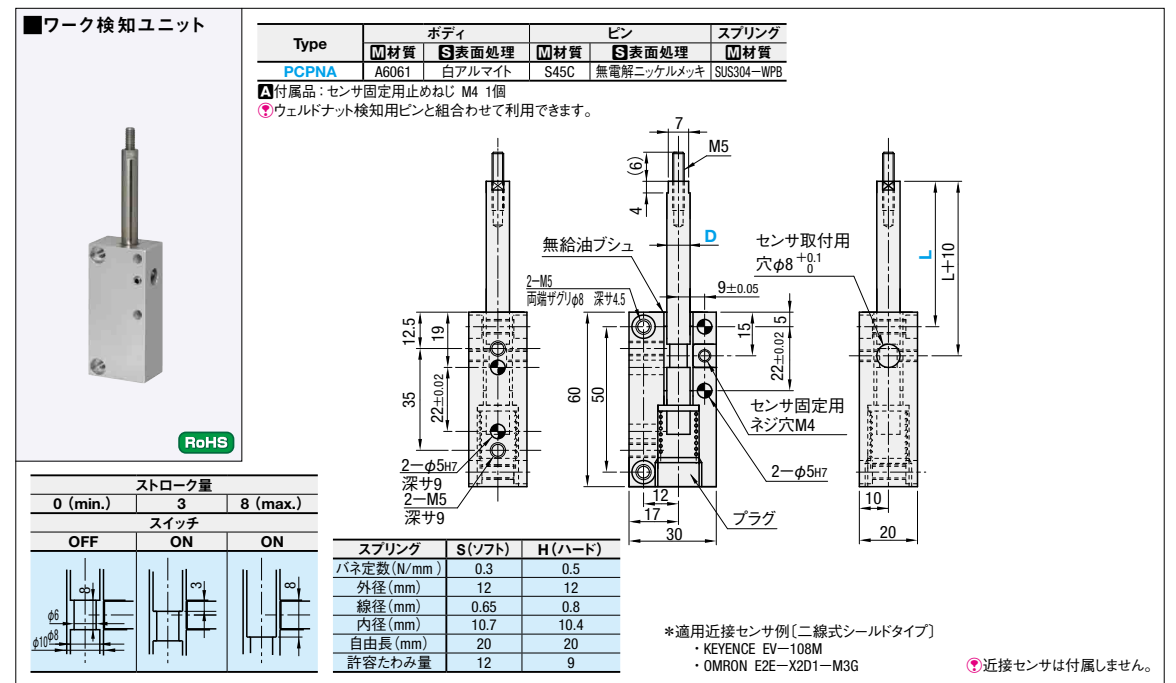 ■ワーク検知ユニット
Type ボディ ピン スプリング
M材質 S表面処理 M材質 S表面処理 M材質
PCPNA A6061 白アルマイト S45C 無電解ニッケルメッキ SUS304－WPB
A付属品：センサ固定用止めねじ M4 1個
ウェルドナット検知用ピンと組合わせて利用できます。
7
M5
(6)
4
D
無給油ブシュ
センサ取付用
穴φ8 +0.1 0
L
L＋10
2－M5
両端ザグリφ8 深サ4.5
9±0.05
12.5
19
35
22±0.02
60
50
15
5
22±0.02
センサ固定用
ネジ穴M4
2－φ5H7
深サ9
2－M5
深サ9
2－φ5H7
12
17
30
プラグ
10
20
RoHS
ストローク量
0（min.） 3 8（max.）
スイッチ
OFF ON ON
8
φ6
φ8
φ10
3
8
スプリング S(ソフト) H(ハード)
バネ定数(N/mm) 0.3 0.5
外径(mm) 12 12
線径(mm) 0.65 0.8
内径(mm) 10.7 10.4
自由長(mm) 20 20
許容たわみ量 12 9
＊適用近接センサ例〔二線式シールドタイプ〕
・KEYENCE EV－108M
・OMRON E2E－X2D1－M3G
近接センサは付属しません。